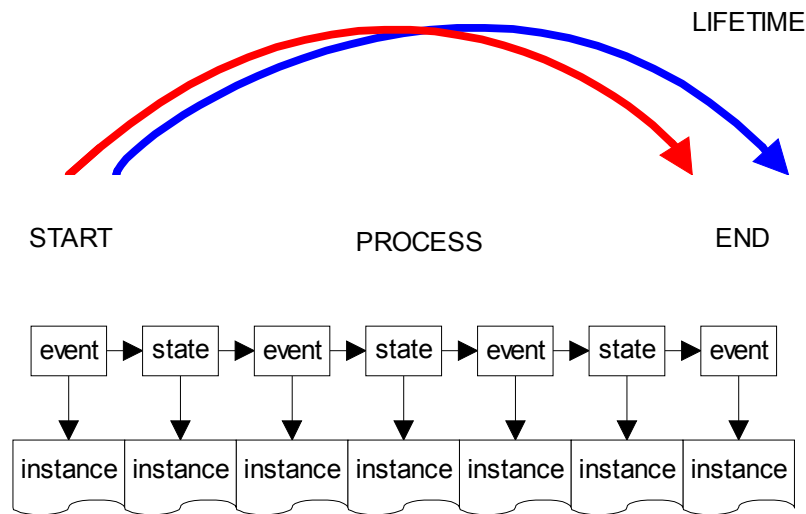 LIFETIME
START PROCESS END
event state event state event state event
instance instance instance instance instance instance instance